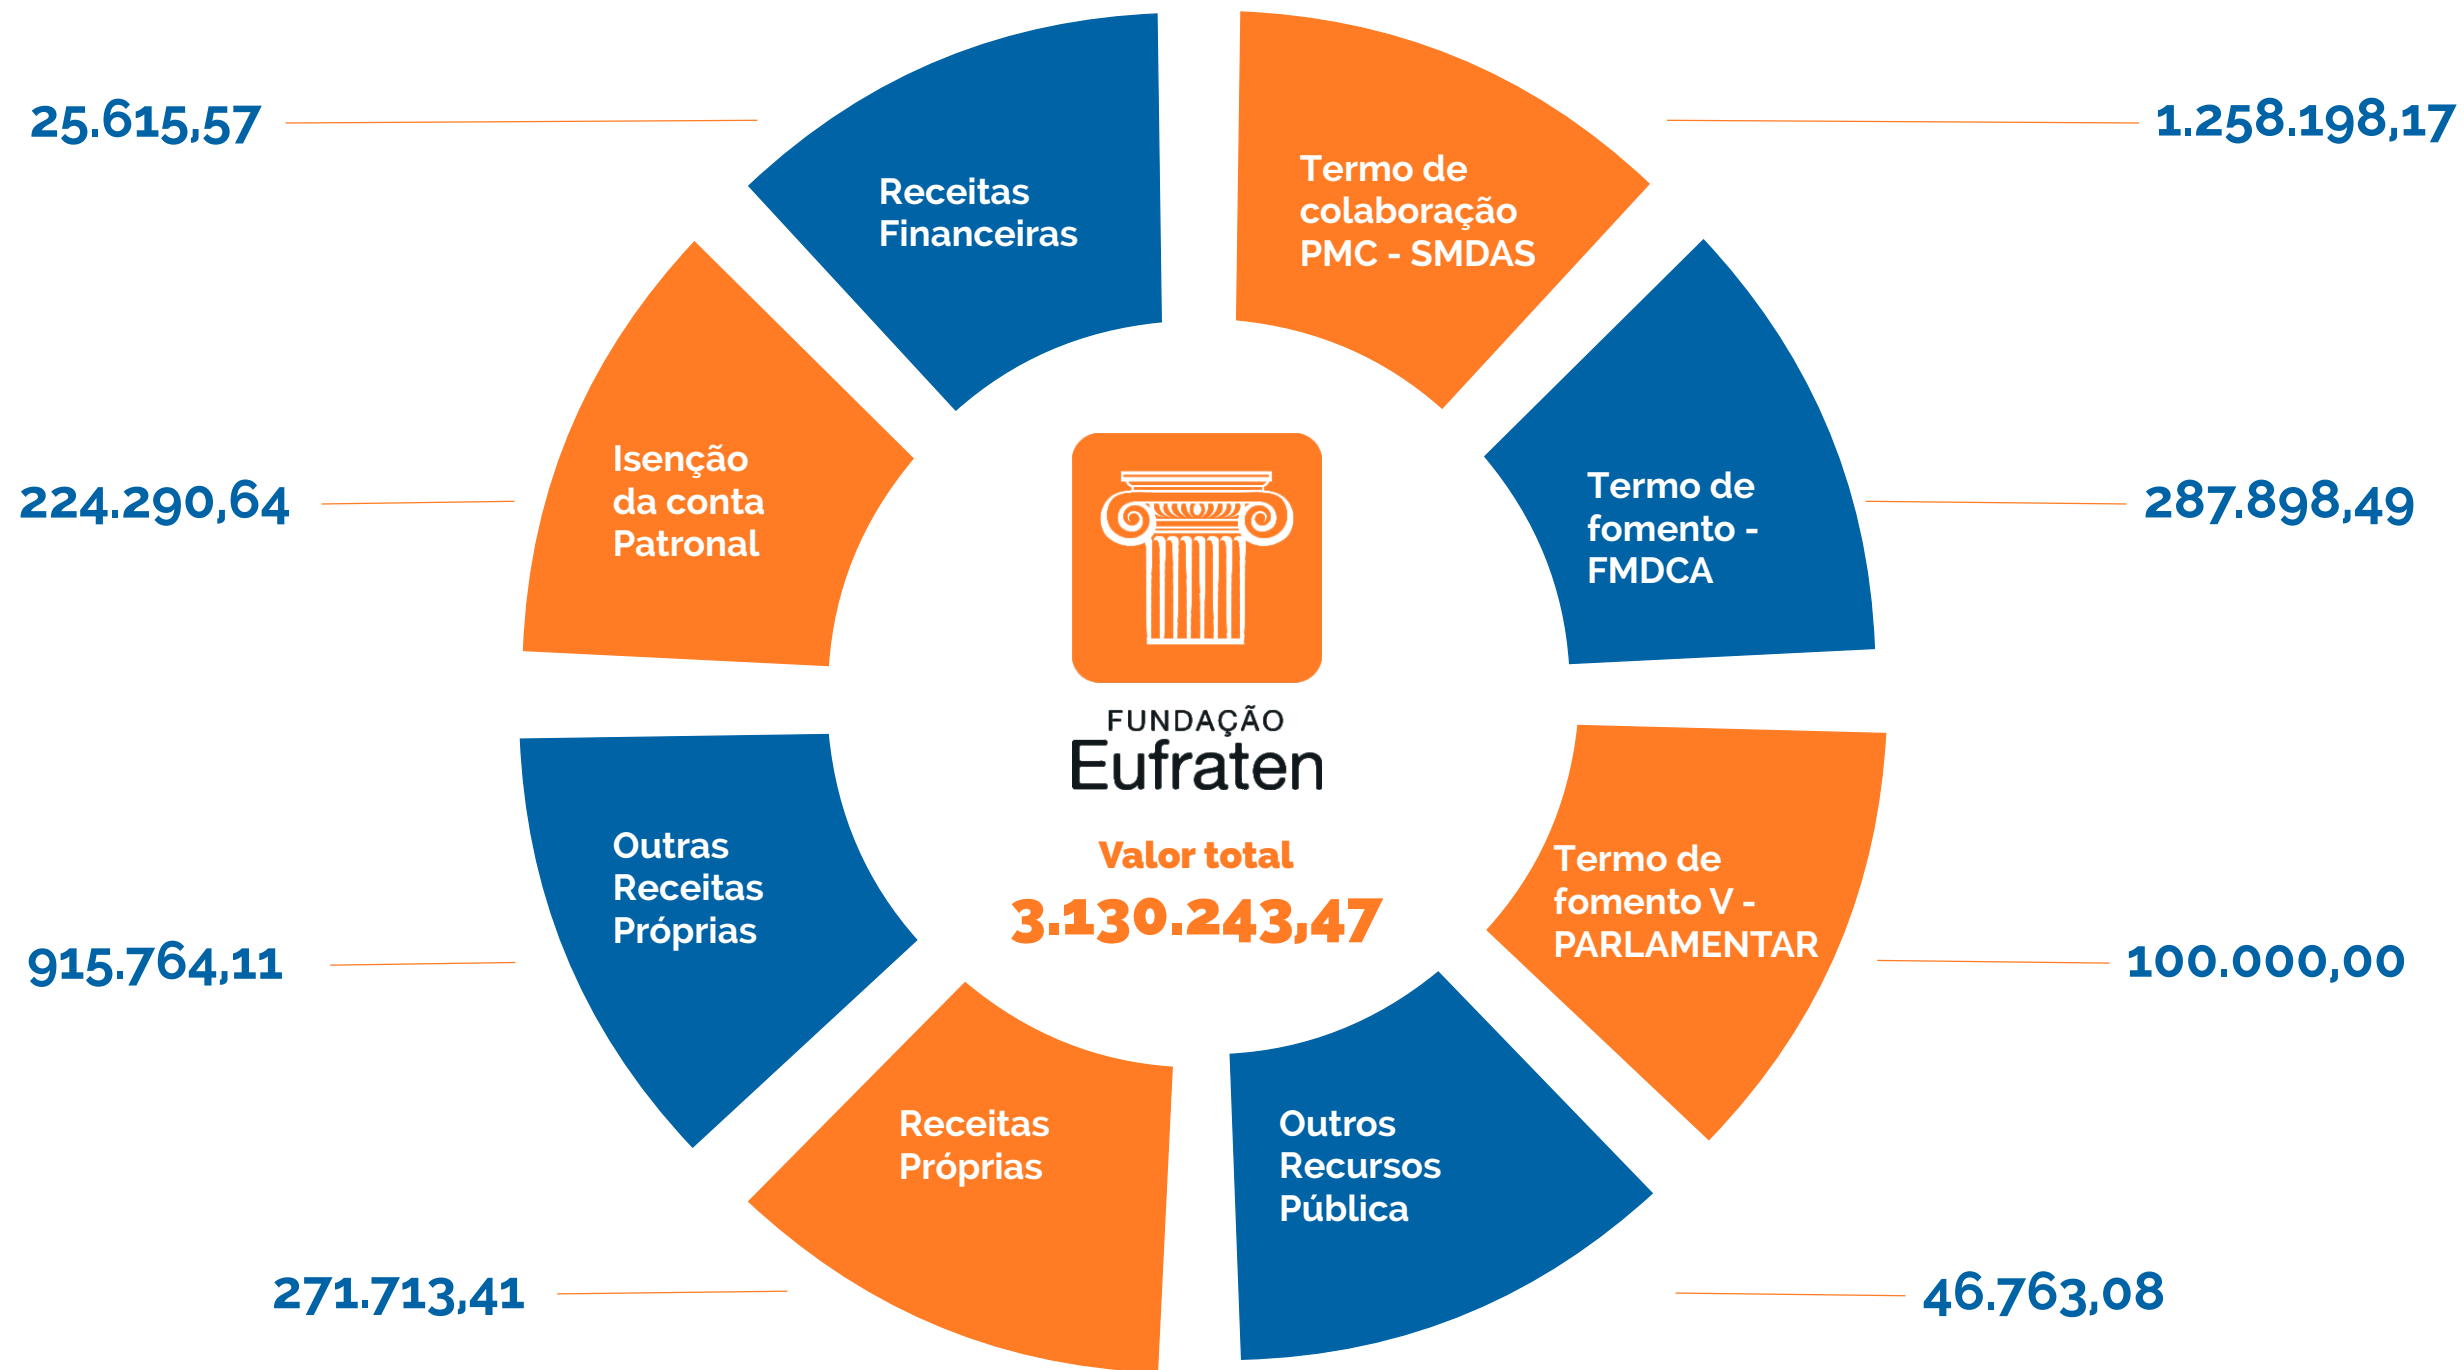 25.615,57
1.258.198,17
Receitas
Financeiras
Termo de
colaboração
PMC - SMDAS
224.290,64
Isenção
da conta
Patronal
Termo de
fomento -
FMDCA
287.898,49
FUNDAÇÃO
Eufraten
Valor total
3.130.243,47
915.764,11
Outras
Receitas
Próprias
Termo de
fomento V -
PARLAMENTAR
100.000,00
271.713,41
Receitas
Próprias
Outros
Recursos
Pública
46.763,08